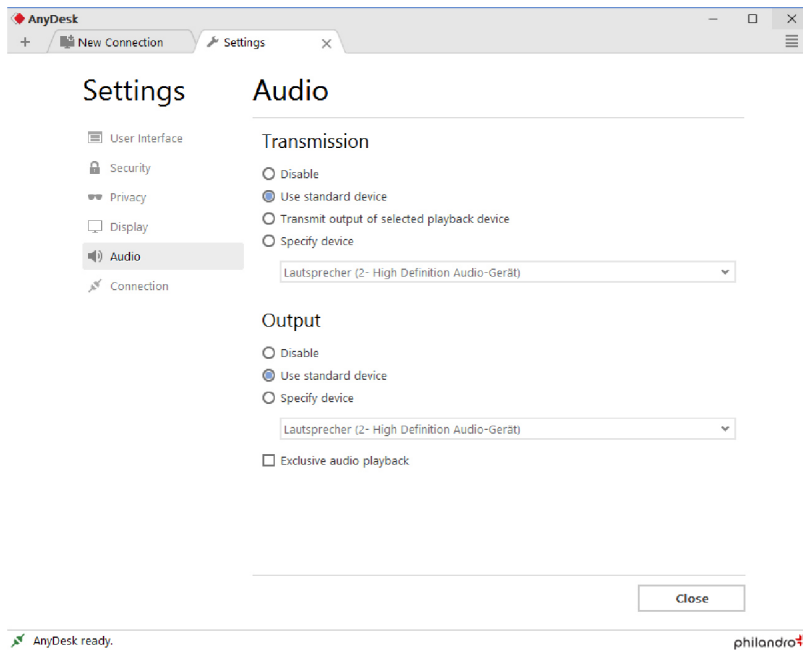 AnyDesk
New Connection
Settings
Settings
User Interface
Security
Privacy
Display
Audio
Connection
Audio
Transmission
Disable
Use standard device
Transmit output of selected playback device
Specify device
Lautsprecher (2- High Definition Audio-Gerät)
Output
Disable
Use standard device
Specify device
Lautsprecher (2- High Definition Audio-Gerät)
Exclusive audio playback
Close
AnyDesk ready.
philandro